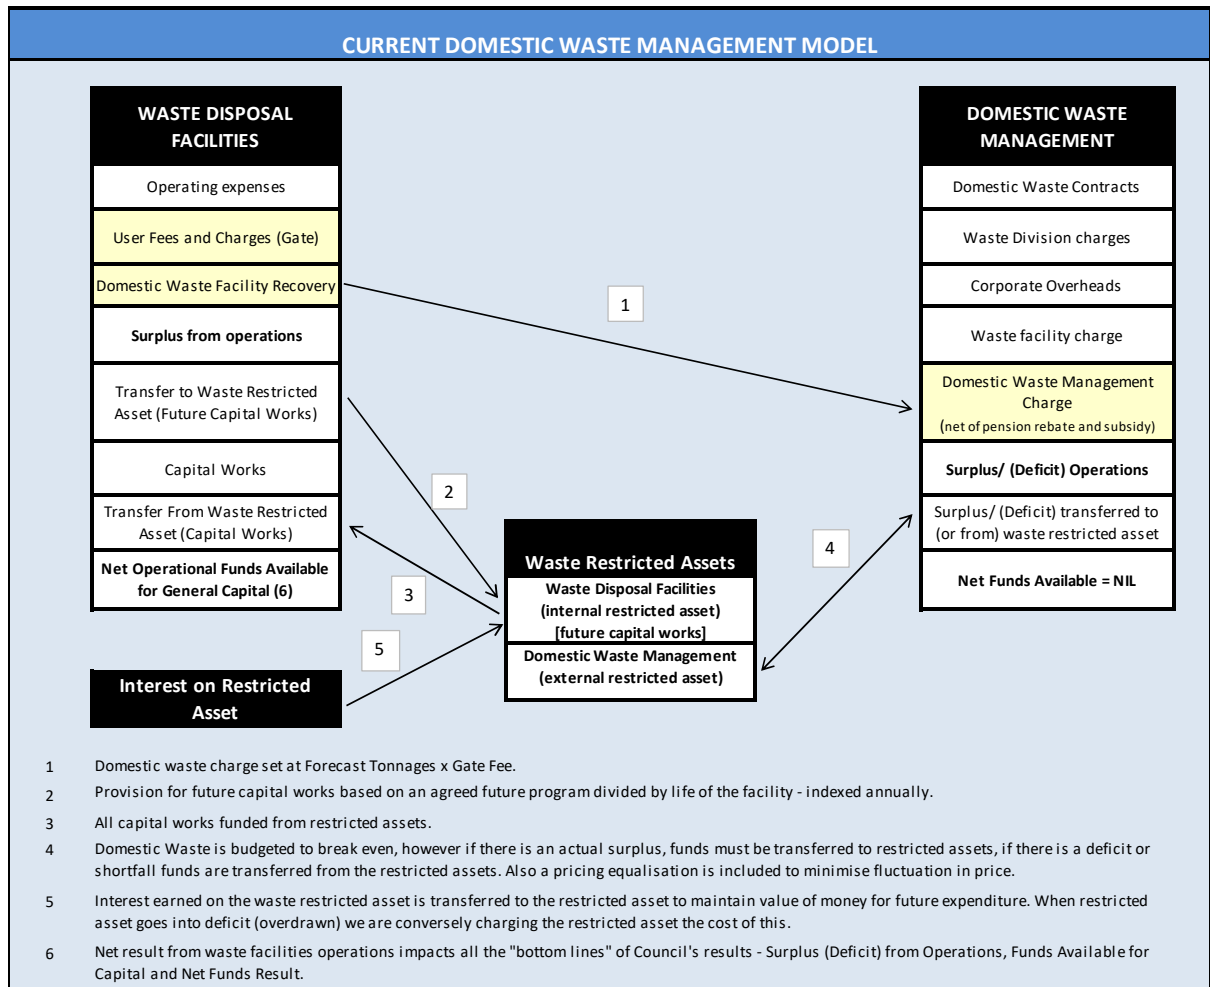 CURRENT DOMESTIC WASTE MANAGEMENT MODEL
WASTE DISPOSAL
FACILITIES
Operating expenses
User Fees and Charges (Gate)
Domestic Waste Facility Recovery
Surplus from operations
Transfer to Waste Restricted
Asset (Future Capital Works)
Capital Works
Transfer From Waste Restricted
Asset (Capital Works)
Net Operational Funds Available
for General Capital (6)
Interest on Restricted
Asset
1
2
3
4
5
Waste Restricted Assets
Waste Disposal Facilities
(internal restricted asset)
[future capital works]
Domestic Waste Management
(external restricted asset)
DOMESTIC WASTE
MANAGEMENT
Domestic Waste Contracts
Waste Division charges
Corporate Overheads
Waste facility charge
Domestic Waste Management
Charge
(net of pension rebate and subsidy)
Surplus/ (Deficit) Operations
Surplus/ (Deficit) transferred to
(or from) waste restricted asset
Net Funds Available = NIL
1 Domestic waste charge set at Forecast Tonnages x Gate Fee.
2 Provision for future capital works based on an agreed future program divided by life of the facility - indexed annually.
3 All capital works funded from restricted assets.
4 Domestic Waste is budgeted to break even, however if there is an actual surplus, funds must be transferred to restricted assets, if there is a deficit or
shortfall funds are transferred from the restricted assets. Also a pricing equalisation is included to minimise fluctuation in price.
5 Interest earned on the waste restricted asset is transferred to the restricted asset to maintain value of money for future expenditure. When restricted
asset goes into deficit (overdrawn) we are conversely charging the restricted asset the cost of this.
6 Net result from waste facilities operations impacts all the "bottom lines" of Council's results - Surplus (Deficit) from Operations, Funds Available for
Capital and Net Funds Result.